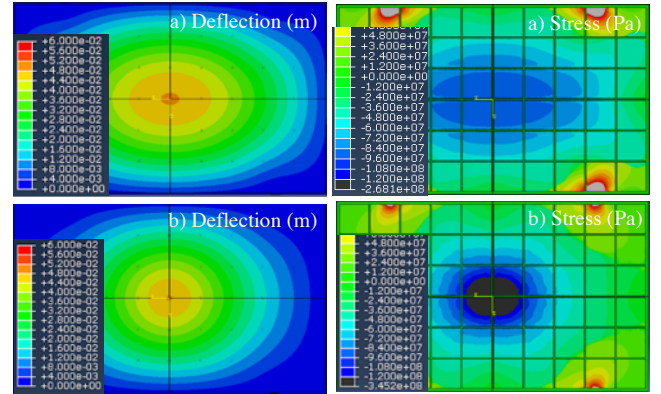 a) Deflection (m)
+6.000e-02
+5.600e-02
+5.200e-02
+4.800e-02
+4.400e-02
+4.000e-02
+3.600e-02
+3.200e-02
+2.800e-02
+2.400e-02
+2.000e-02
+1.600e-02
+1.200e-02
+8.000e-03
+4.000e-03
+0.000e+00
a) Stress (Pa)
+4.800e+07
+3.600e+07
+2.400e+07
+1.200e+07
+0.000e+00
-1.200e+07
-2.400e+07
-3.600e+07
-4.800e+07
-6.000e+07
-7.200e+07
-8.400e+07
-9.600e+07
-1.080e+08
-1.200e+08
-2.681e+08
b) Deflection (m)
+6.000e-02
+5.600e-02
+5.200e-02
+4.800e-02
+4.400e-02
+4.000e-02
+3.600e-02
+3.200e-02
+2.800e-02
+2.400e-02
+2.000e-02
+1.600e-02
+1.200e-02
+8.000e-03
+4.000e-03
+0.000e+00
b) Stress (Pa)
+4.800e+07
+3.600e+07
+2.400e+07
+1.200e+07
+0.000e+00
-1.200e+07
-2.400e+07
-3.600e+07
-4.800e+07
-6.000e+07
-7.200e+07
-8.400e+07
-9.600e+07
-1.080e+08
-1.200e+08
-3.452e+08